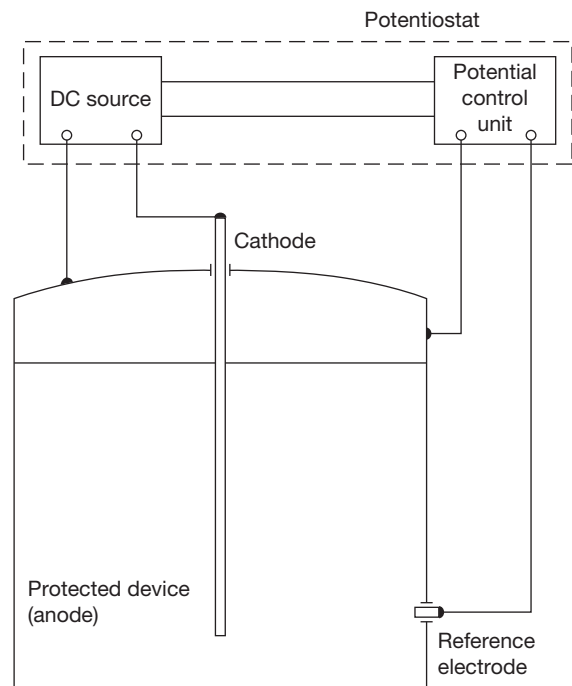 Potentiostat
DC source
Potential
control
unit
Cathode
Protected device
(anode)
Reference
electrode